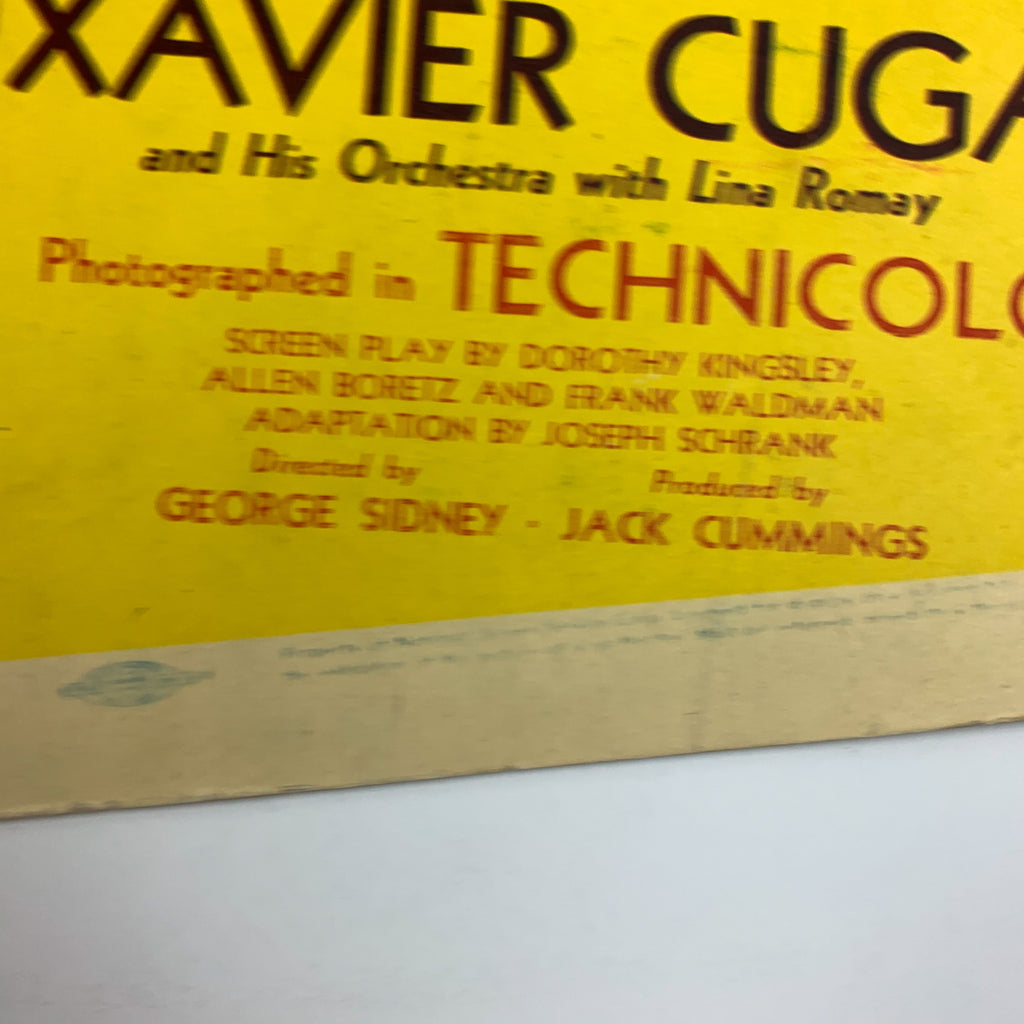 XAVIER CUGA
and His Orchestra with Lina Romay
Photographed in TECHNICOLO
SCREEN PLAY BY DOROTHY KINGSLEY,
ALLEN BORETZ AND FRANK WALDMAN
ADAPTATION BY JOSEPH SCHRANK
Directed by Produced by
GEORGE SIDNEY · JACK CUMMINGS